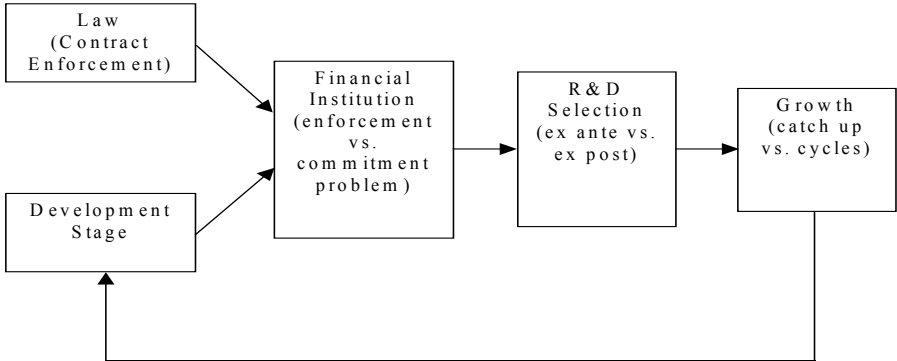 Law
(Contract
Enforcement)
Financial
Institution
(enforcement
vs.
commitment
problem)
R&D
Selection
(ex ante vs.
ex post)
Growth
(catch up
vs. cycles)
Development
Stage